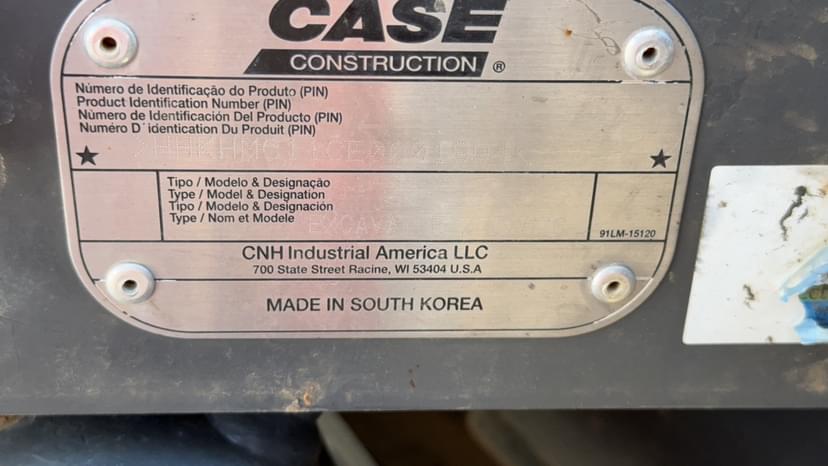 CASE
CONSTRUCTION ®
Número de Identificação do Produto (PIN)
Product Identification Number (PIN)
Número de Identificación Del Producto (PIN)
Numéro D´identication Du Produit (PIN)
Tipo / Modelo & Designação
Type / Model & Designation
Tipo / Modelo & Designación
Type / Nom et Modele
91LM-15120
CNH Industrial America LLC
700 State Street Racine, WI 53404 U.S.A
MADE IN SOUTH KOREA